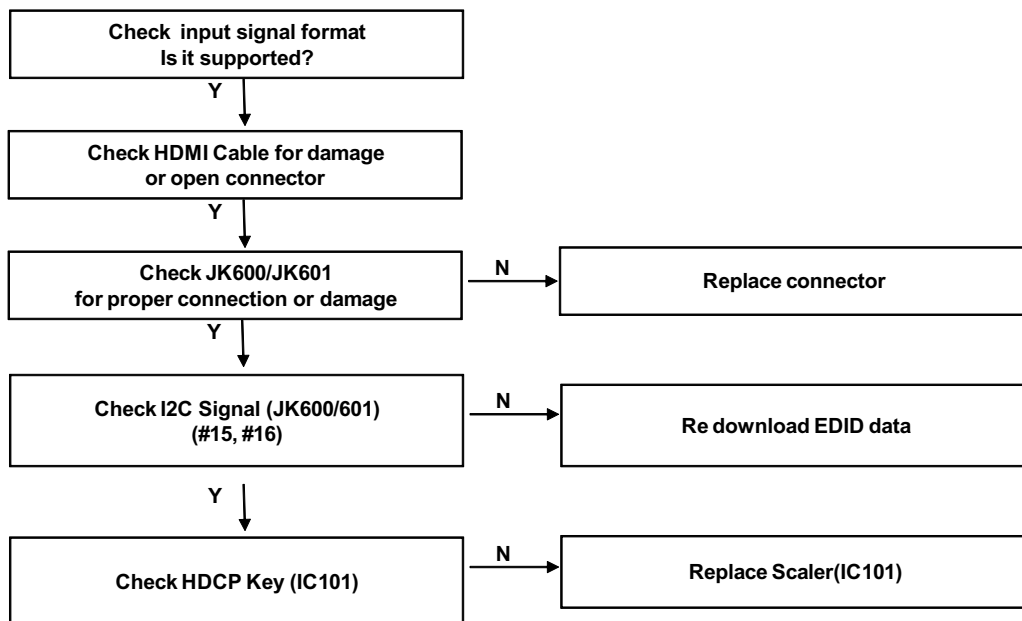 Check input signal format
Is it supported?
Y
Check HDMI Cable for damage
or open connector
Y
Check JK600/JK601
for proper connection or damage
N
Replace connector
Y
Check I2C Signal (JK600/601)
(#15, #16)
N
Re download EDID data
Y
Check HDCP Key (IC101)
N
Replace Scaler(IC101)